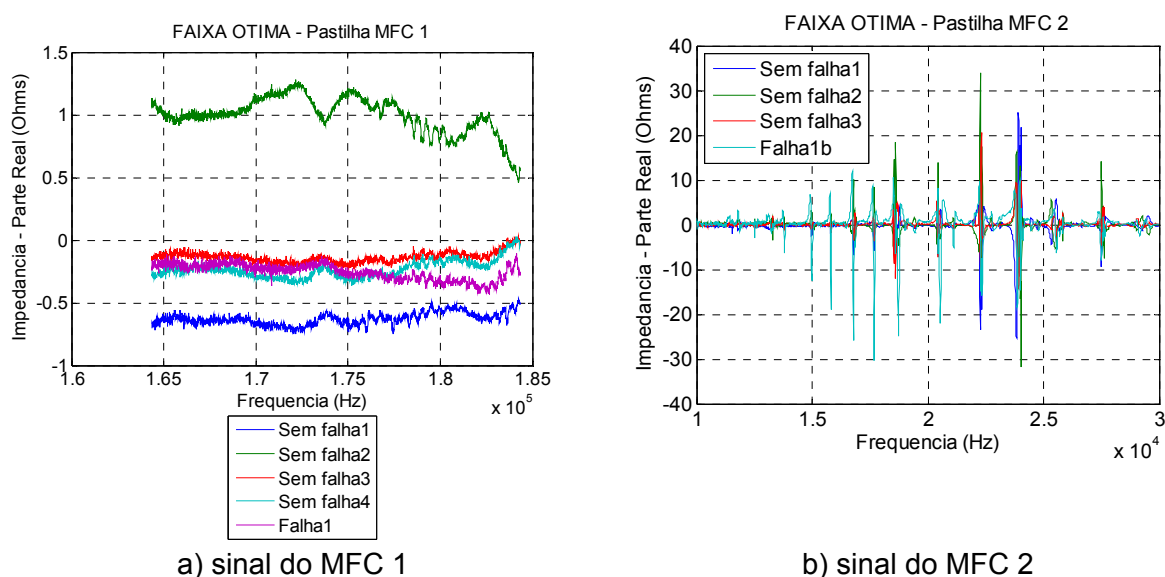 FAIXA OTIMA - Pastilha MFC 1
Impedancia - Parte Real (Ohms)
1.5
1
0.5
0
-0.5
-1
1.6 1.65 1.7 1.75 1.8 1.85
Frequencia (Hz)
x 10^5
Sem falha1
Sem falha2
Sem falha3
Sem falha4
Falha1
a) sinal do MFC 1
FAIXA OTIMA - Pastilha MFC 2
Impedancia - Parte Real (Ohms)
40
30
20
10
0
-10
-20
-30
-40
Sem falha1
Sem falha2
Sem falha3
Falha1b
1 1.5 2 2.5 3
Frequencia (Hz)
x 10^4
b) sinal do MFC 2